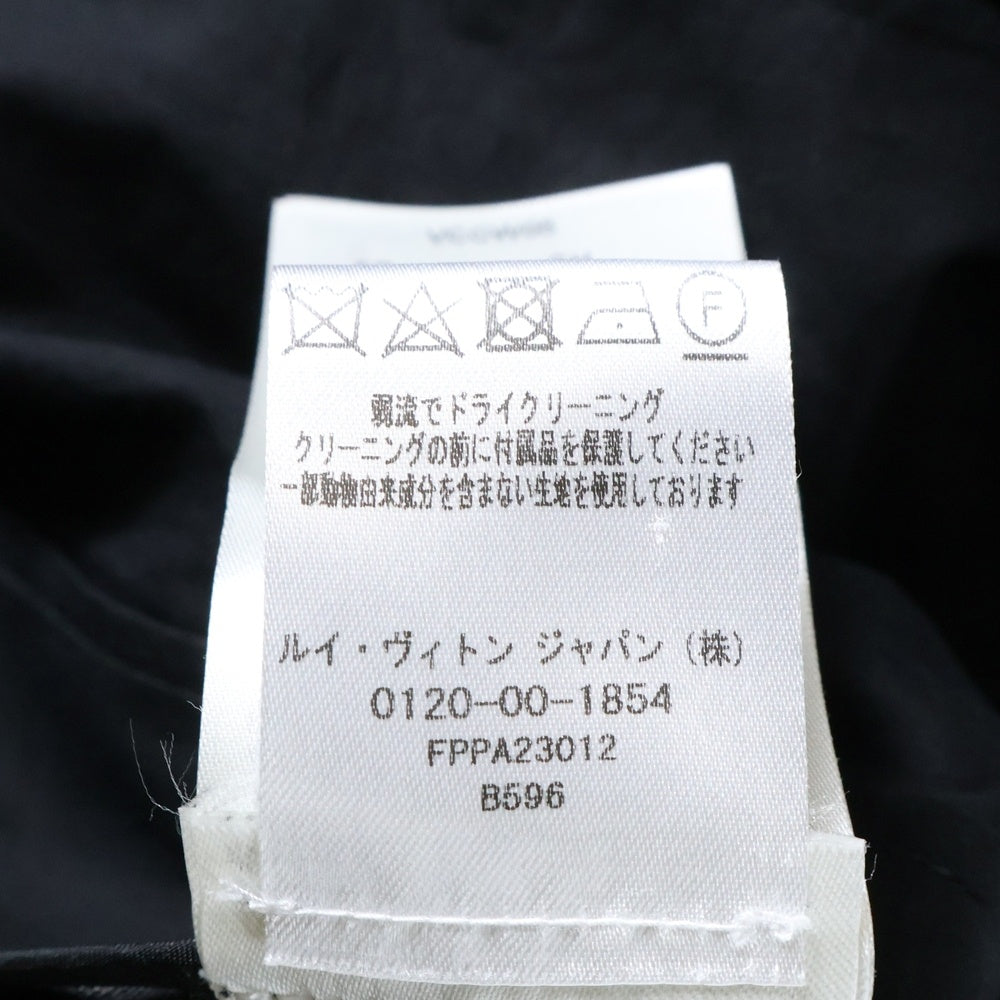 F
弱流でドライクリーニング
クリーニングの前に付属品を保護してください
一部動物由来成分を含まない生地を使用しております
ルイ・ヴィトン ジャパン (株)
0120-00-1854
FPPA23012
B596